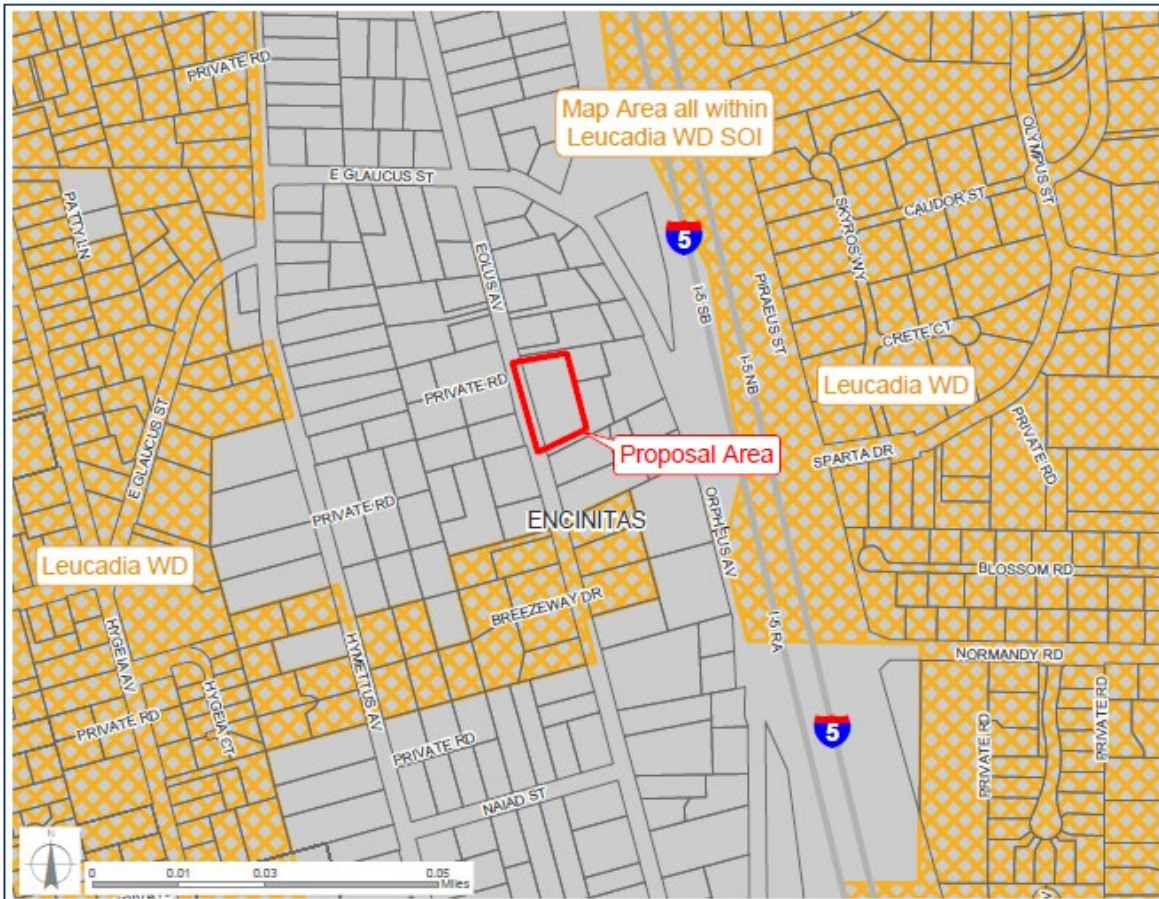 PRIVATE RD
Map Area all within
Leucadia WD SOI
OLYMPUS ST
E GLAUCUS ST
CAUDOR ST
PATTY LN
SKYROS WY
5
EOLUS AV
PIRAEUS ST
I-5 SB
I-5 NB
CRETE CT
PRIVATE RD
Leucadia WD
E GLAUCUS ST
PRIVATE RD
Proposal Area
SPARTA DR
PRIVATE RD
ENCINITAS
ORPHEUS AV
Leucadia WD
BLOSSOM RD
BREEZEWAY DR
HYGEIA AV
HYMETTUS AV
I-5 RA
NORMANDY RD
HYGEIA CT
PRIVATE RD
PRIVATE RD
PRIVATE RD
PRIVATE RD
5
NAIAD ST
N
0 0.01 0.03 0.05
Miles